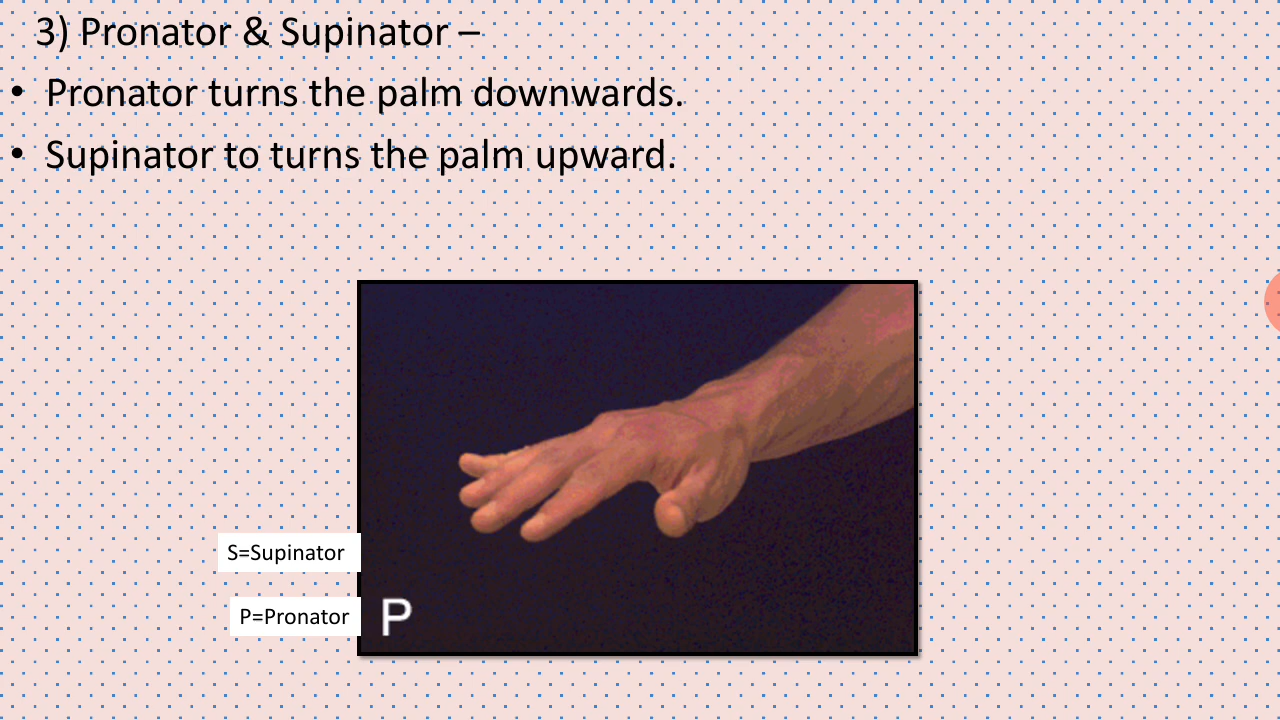 3) Pronator & Supinator –
• Pronator turns the palm downwards.
• Supinator to turns the palm upward.
S=Supinator
P=Pronator
P